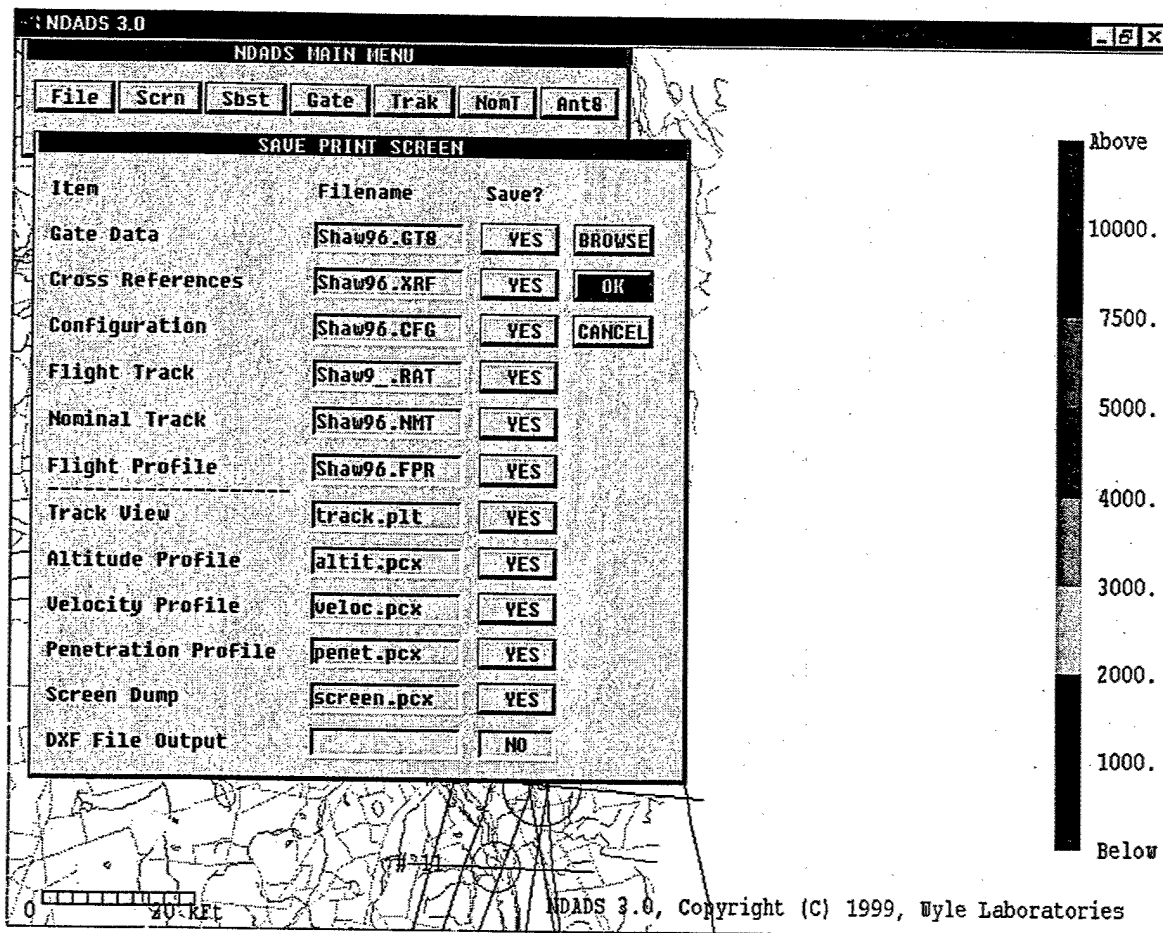 NDADS 3.0
NDADS MAIN MENU
File Scrn Sbst Gate Trak NomT Ant8
SAVE PRINT SCREEN
Item Filename Save?
Gate Data Shaw96.GT8 YES BROWSE
Cross References Shaw96.XRF YES OK
Configuration Shaw96.CFG YES CANCEL
Flight Track Shaw9_.RAT YES
Nominal Track Shaw96.NMT YES
Flight Profile Shaw96.FPR YES
Track View track.plt YES
Altitude Profile altit.pcx YES
Velocity Profile veloc.pcx YES
Penetration Profile penet.pcx YES
Screen Dump screen.pcx YES
DXF File Output NO
Above
10000.
7500.
5000.
4000.
3000.
2000.
1000.
Below
0 20 kft
NDADS 3.0, Copyright (C) 1999, Wyle Laboratories